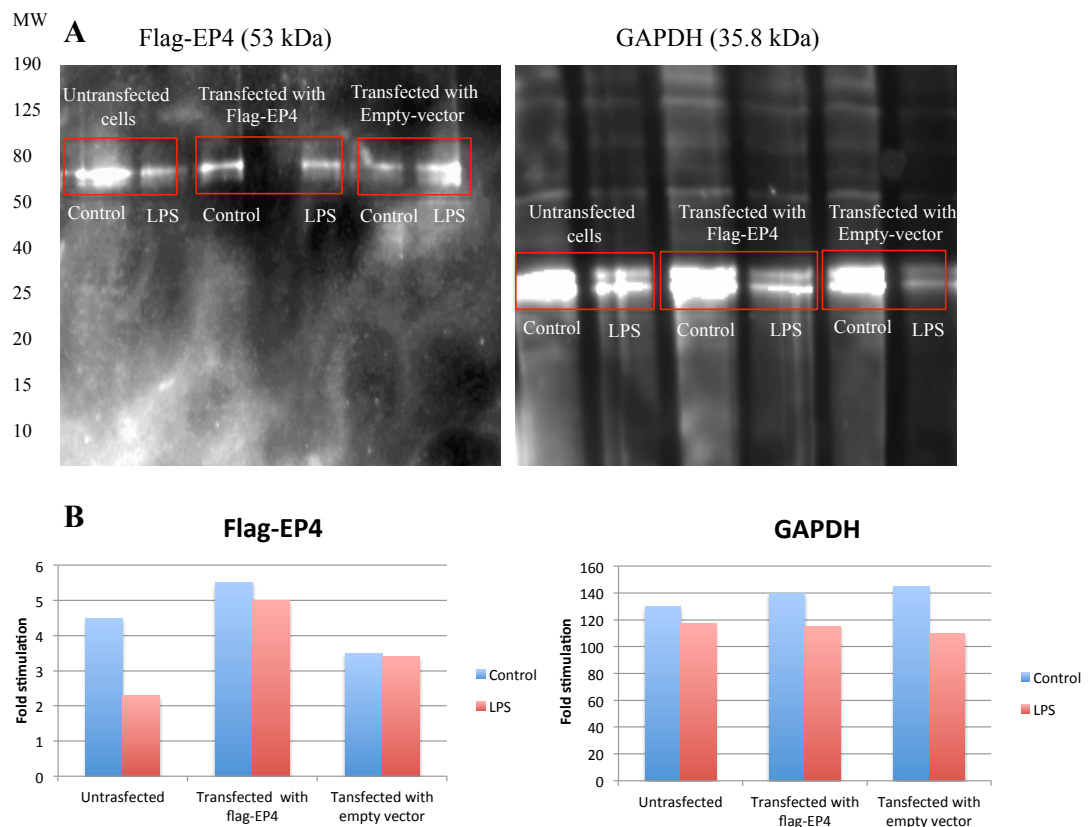 MW
A
Flag-EP4 (53 kDa)
GAPDH (35.8 kDa)
190
125
80
50
40
25
20
15
10
Untransfected
cells
Transfected with
Flag-EP4
Transfected with
Empty-vector
Control
LPS
Control
LPS
Control
LPS
Untransfected
cells
Transfected with
Flag-EP4
Transfected with
Empty-vector
Control
LPS
Control
LPS
Control
LPS
B
Flag-EP4
Fold stimulation
6
5
4
3
2
1
0
Untrasfected
Transfected with
flag-EP4
Tansfected with
empty vector
Control
LPS
GAPDH
Fold stimulation
160
140
120
100
80
60
40
20
0
Untrasfected
Transfected with
flag-EP4
Tansfected with
empty vector
Control
LPS